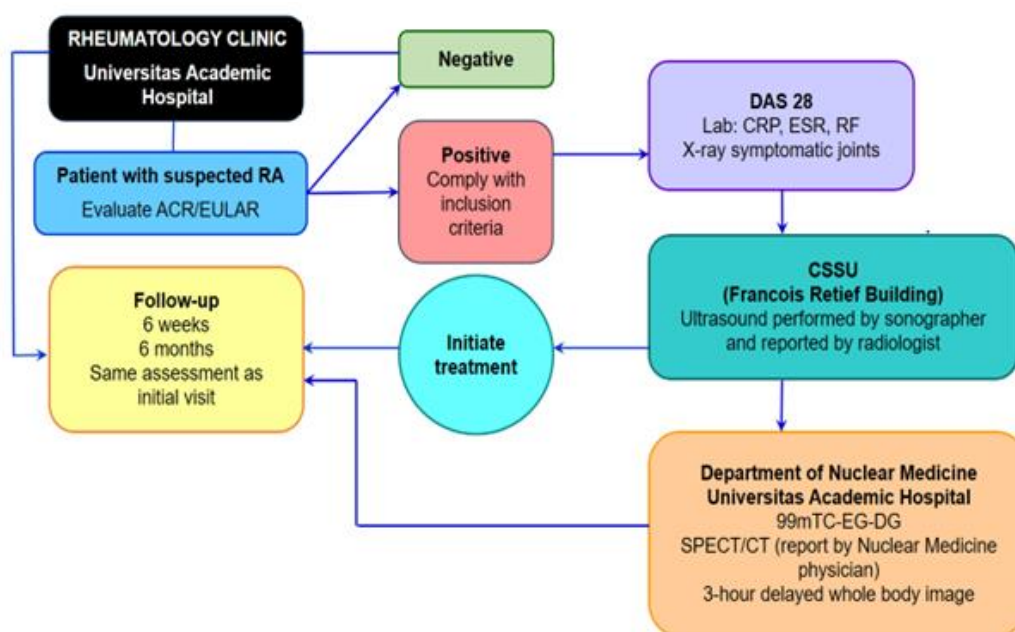 RHEUMATOLOGY CLINIC
Universitas Academic
Hospital
Negative
DAS 28
Lab: CRP, ESR, RF
X-ray symptomatic joints
Patient with suspected RA
Evaluate ACR/EULAR
Positive
Comply with
inclusion
criteria
CSSU
(Francois Retief Building)
Ultrasound performed by sonographer
and reported by radiologist
Initiate
treatment
Follow-up
6 weeks
6 months
Same assessment as
initial visit
Department of Nuclear Medicine
Universitas Academic Hospital
99mTC-EG-DG
SPECT/CT (report by Nuclear Medicine
physician)
3-hour delayed whole body image